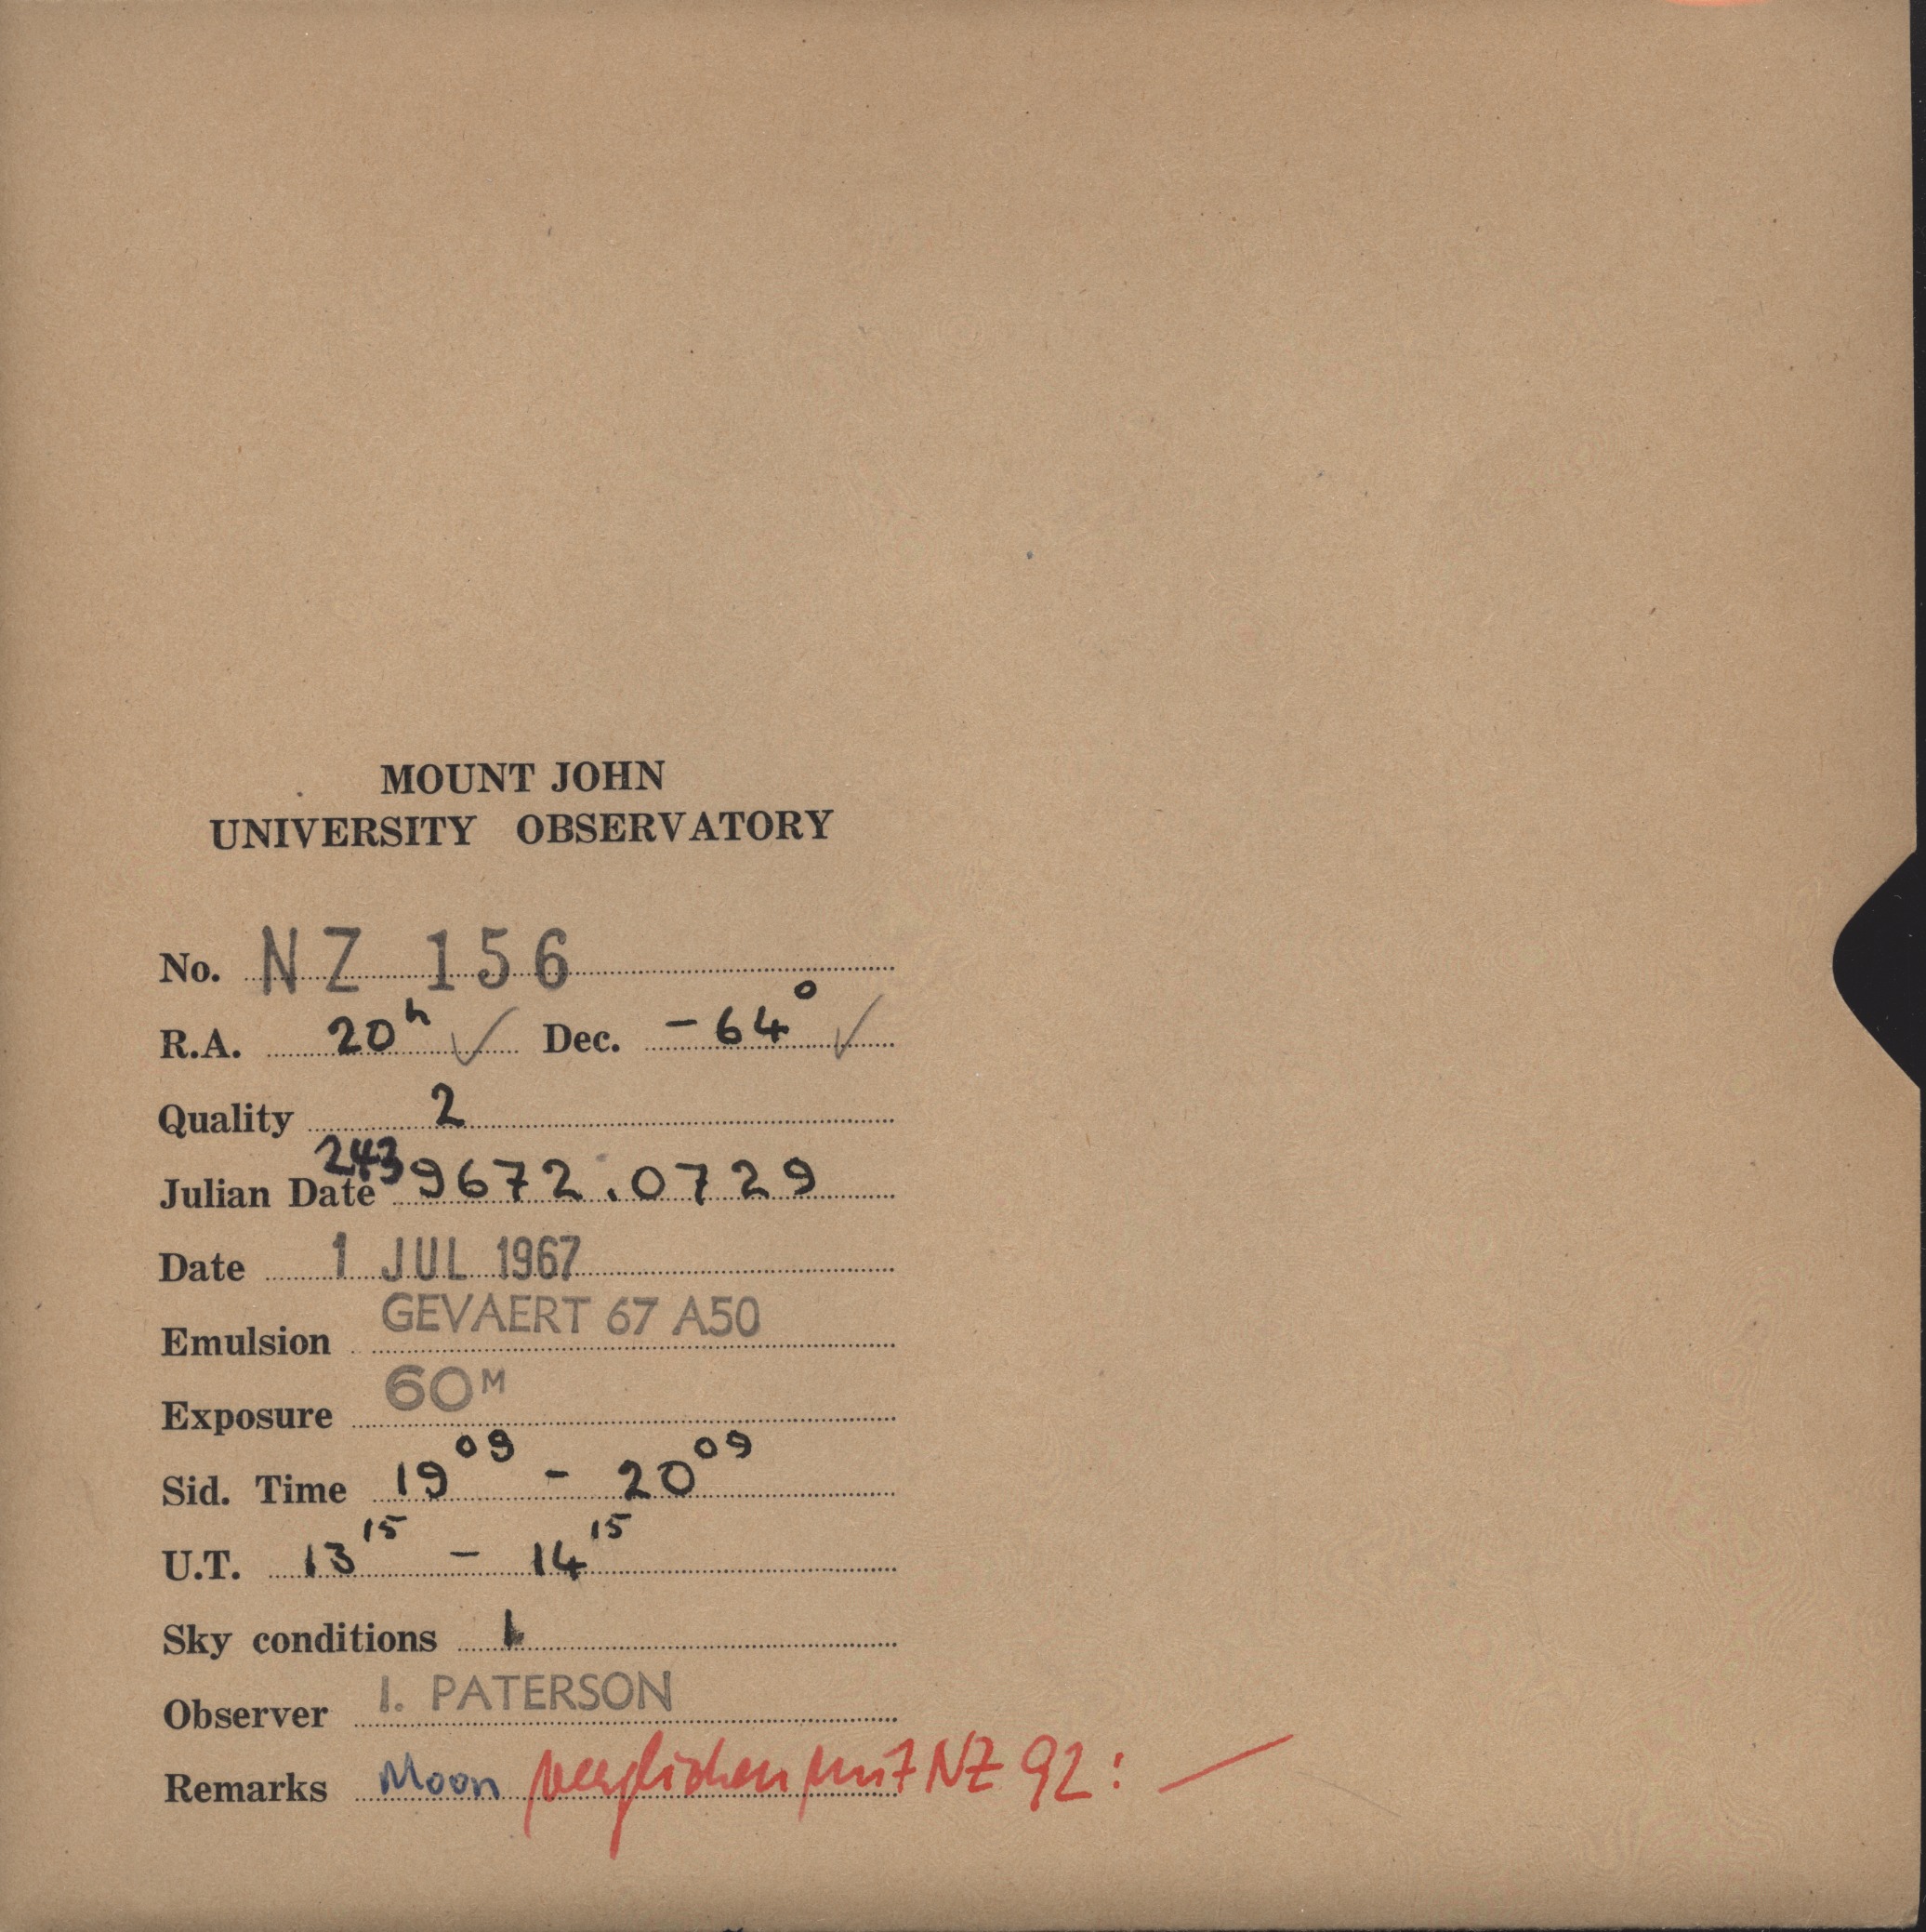 MOUNT JOHN
UNIVERSITY OBSERVATORY
No. NZ 156
R.A. 20h ✓ Dec. -64° ✓
Quality 2
Julian Date 2439672.0729
Date 1 JUL 1967
Emulsion GEVAERT 67 A50
Exposure 60M
Sid. Time 19 09 - 20 09
U.T. 13 15 - 14 15
Sky conditions 1
Observer I. PATERSON
Remarks Moon verglichen mit NZ 92: —